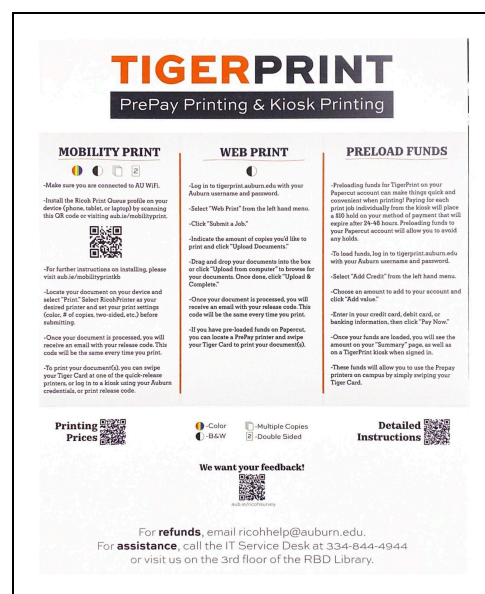 TIGERPRINT
PrePay Printing & Kiosk Printing
MOBILITY PRINT
2
-Make sure you are connected to AU WiFi.
-Install the Ricoh Print Queue profile on your
device (phone, tablet, or laptop) by scanning
this QR code or visiting aub.ie/mobilityprint.
-For further instructions on installing, please
visit aub.ie/mobilityprintkb
-Locate your document on your device and
select "Print." Select RicohPrinter as your
desired printer and set your print settings
(color, # of copies, two-sided, etc.) before
submitting.
-Once your document is processed, you will
receive an email with your release code. This
code will be the same every time you print.
-To print your document(s), you can swipe
your Tiger Card at one of the quick-release
printers, or log in to a kiosk using your Auburn
credentials, or print release code.
WEB PRINT
-Log in to tigerprint.auburn.edu with your
Auburn username and password.
-Select "Web Print" from the left hand menu.
-Click "Submit a Job."
-Indicate the amount of copies you'd like to
print and click "Upload Documents."
-Drag and drop your documents into the box
or click "Upload from computer" to browse for
your documents. Once done, click "Upload &
Complete."
-Once your document is processed, you will
receive an email with your release code. This
code will be the same every time you print.
-If you have pre-loaded funds on Papercut,
you can locate a PrePay printer and swipe
your Tiger Card to print your document(s).
PRELOAD FUNDS
-Preloading funds for TigerPrint on your
Papercut account can make things quick and
convenient when printing! Paying for each
print job individually from the kiosk will place
a $10 hold on your method of payment that will
expire after 24-48 hours. Preloading funds to
your Papercut account will allow you to avoid
any holds.
-To load funds, log in to tigerprint.auburn.edu
with your Auburn username and password.
-Select "Add Credit" from the left hand menu.
-Choose an amount to add to your account and
click "Add value."
-Enter in your credit card, debit card, or
banking information, then click "Pay Now."
-Once your funds are loaded, you will see the
amount on your "Summary" page, as well as
on a TigerPrint kiosk when signed in.
-These funds will allow you to use the Prepay
printers on campus by simply swiping your
Tiger Card.
Printing
Prices
-Color
-B&W
-Multiple Copies
2 -Double Sided
Detailed
Instructions
We want your feedback!
aub.ie/ricohsurvey
For refunds, email ricohhelp@auburn.edu.
For assistance, call the IT Service Desk at 334-844-4944
or visit us on the 3rd floor of the RBD Library.